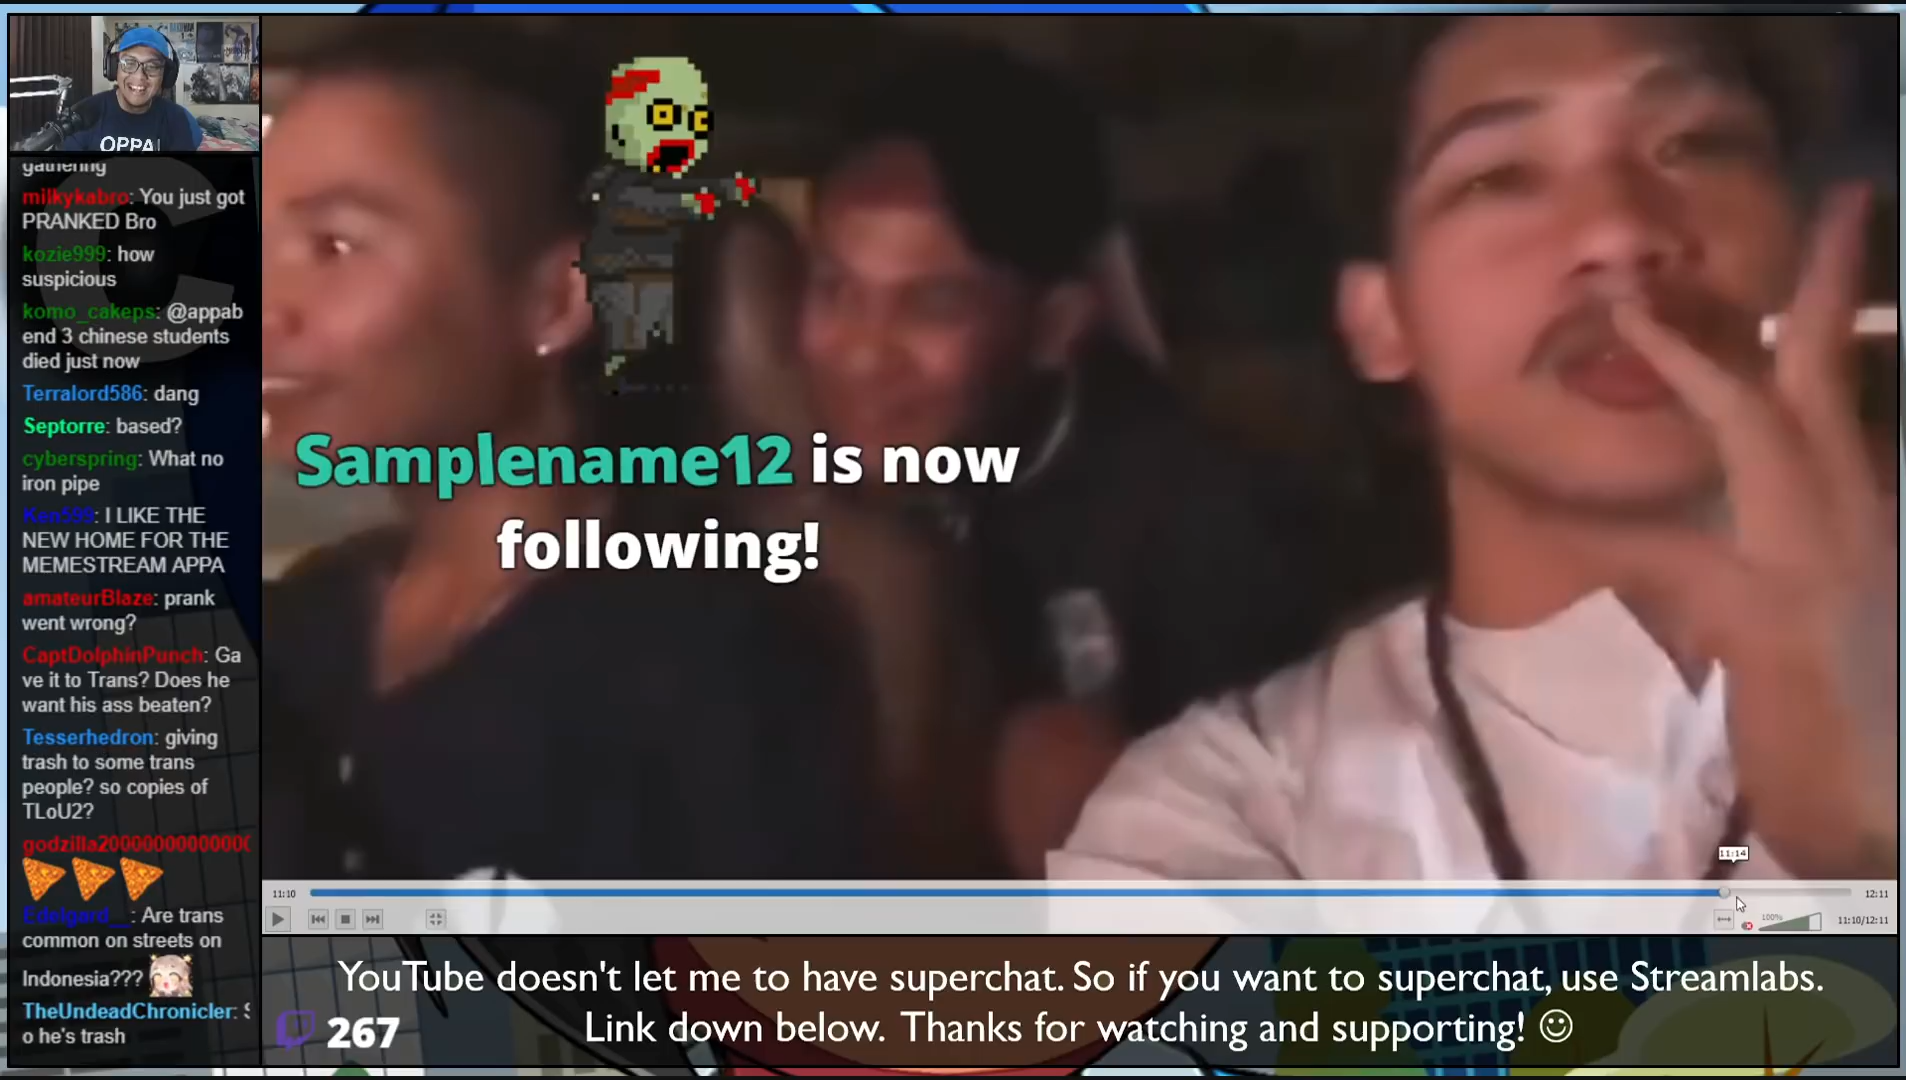 OPPA
gathering
milkykabro: You just got
PRANKED Bro
kozie999: how
suspicious
komo_cakeps: @appab
end 3 chinese students
died just now
Terralord586: dang
Septorre: based?
cyberspring: What no
iron pipe
Ken599: I LIKE THE
NEW HOME FOR THE
MEMESTREAM APPA
amateurBlaze: prank
went wrong?
CaptDolphinPunch: Ga
ve it to Trans? Does he
want his ass beaten?
Tesserhedron: giving
trash to some trans
people? so copies of
TLoU2?
godzilla2000000000000
Edelgard__: Are trans
common on streets on
Indonesia???
TheUndeadChronicler: S
o he's trash
Samplename12 is now
following!
11:14
11:10
12:11
100%
11:10/12:11
YouTube doesn't let me to have superchat. So if you want to superchat, use Streamlabs.
Link down below. Thanks for watching and supporting! ☺
267